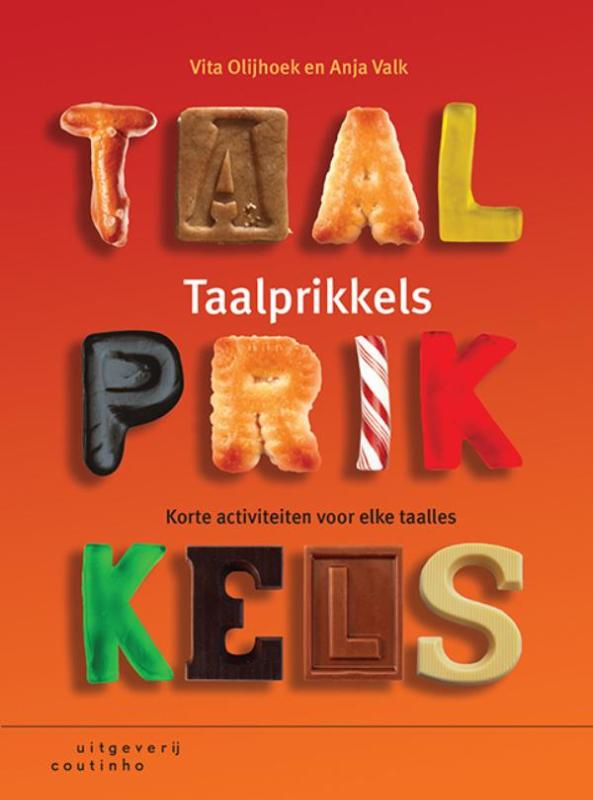 Vita Olijhoek en Anja Valk
TAAL
Taalprikkels
PRIK
Korte activiteiten voor elke taalles
KELS
uitgeverij
coutinho